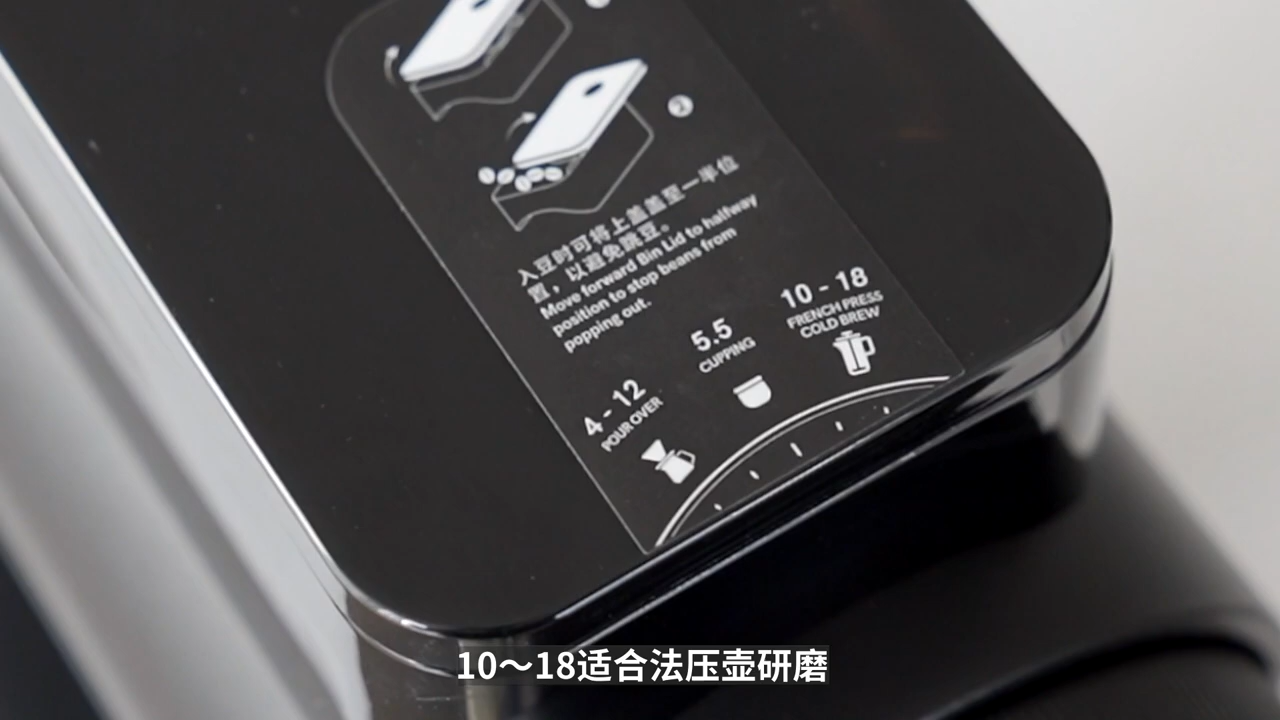 入豆时可将上盖盖至一半位
置，以避免跳豆。
Move forward Bin Lid to halfway
position to stop beans from
popping out.
4 - 12
POUR OVER
5.5
CUPPING
10 - 18
FRENCH PRESS
COLD BREW
10～18适合法压壶研磨